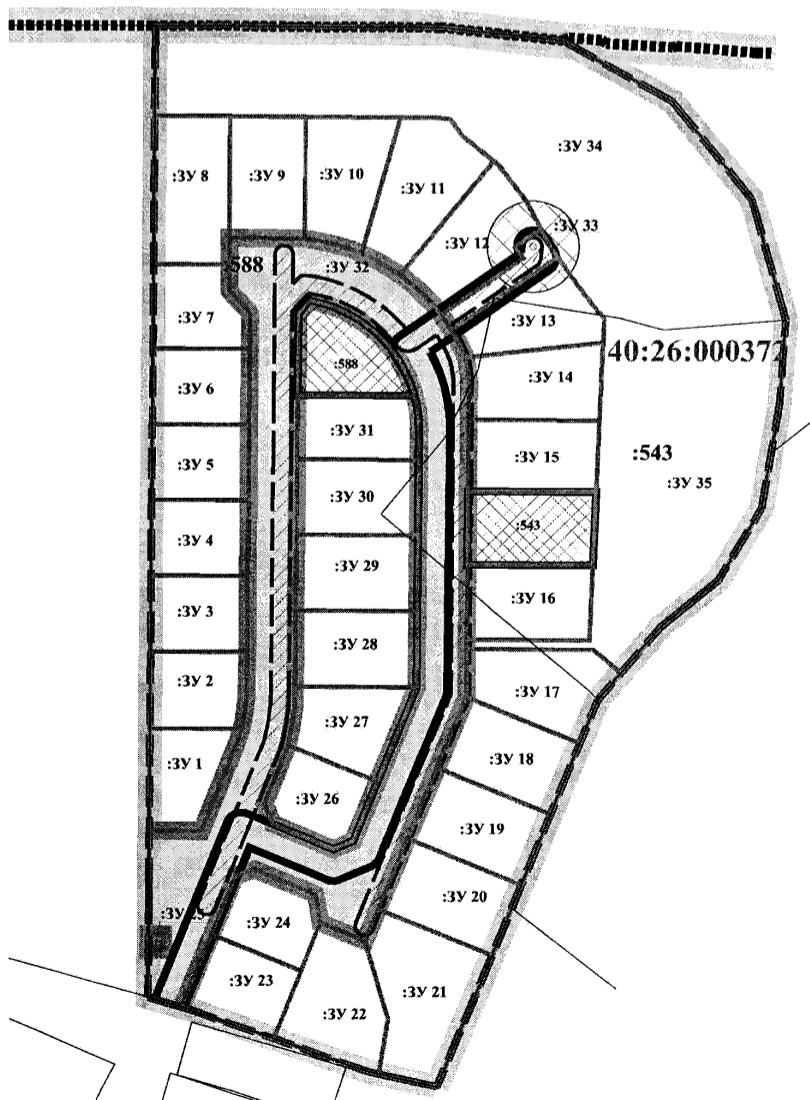 :ЗУ 34
:ЗУ 8
:ЗУ 9
:ЗУ 10
:ЗУ 11
:ЗУ 33
:ЗУ 12
:588
:ЗУ 32
:ЗУ 7
:ЗУ 13
40:26:000372
:588
:ЗУ 14
:ЗУ 6
:ЗУ 31
:ЗУ 15
:543
:ЗУ 5
:ЗУ 35
:ЗУ 30
:543
:ЗУ 4
:ЗУ 29
:ЗУ 16
:ЗУ 3
:ЗУ 28
:ЗУ 2
:ЗУ 17
:ЗУ 27
:ЗУ 18
:ЗУ 1
:ЗУ 26
:ЗУ 19
:ЗУ 20
:ЗУ 25
:ЗУ 24
:ЗУ 23
:ЗУ 21
:ЗУ 22